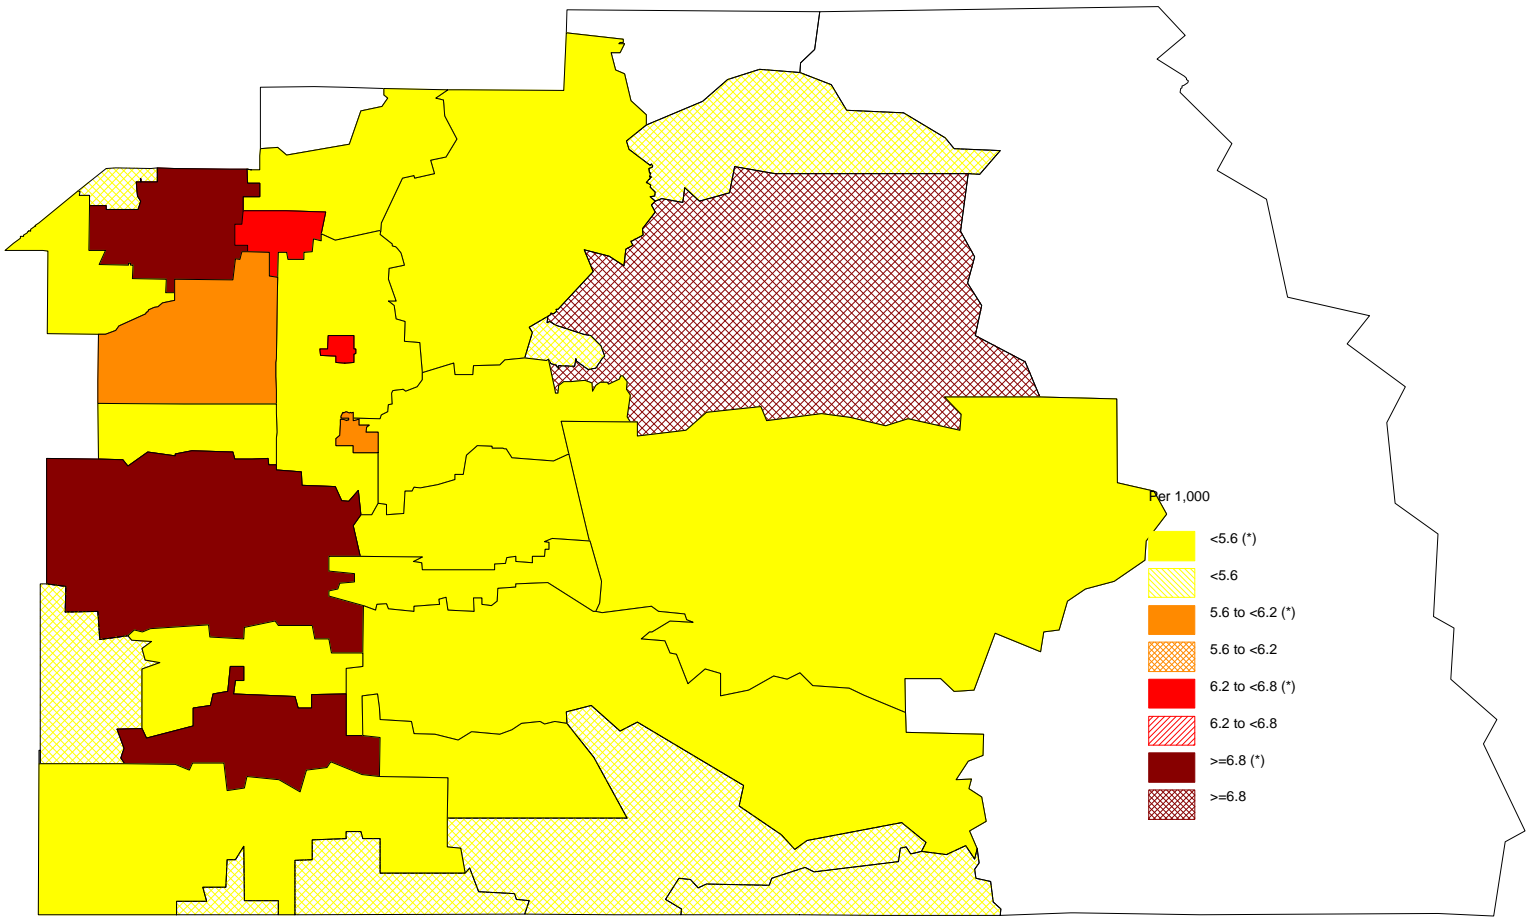 Per 1,000
<5.6 (*)
<5.6
5.6 to <6.2 (*)
5.6 to <6.2
6.2 to <6.8 (*)
6.2 to <6.8
>=6.8 (*)
>=6.8